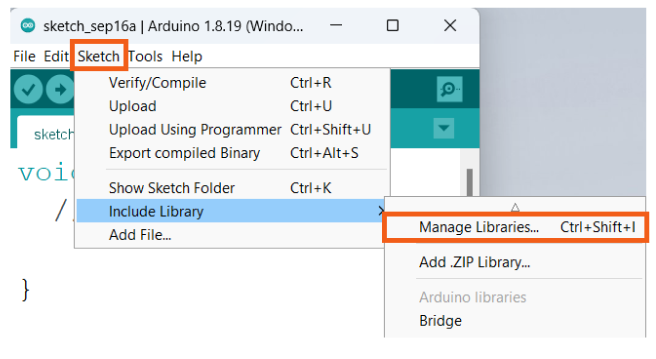 sketch_sep16a | Arduino 1.8.19 (Windo...
File Edit Sketch Tools Help
Verify/Compile Ctrl+R
Upload Ctrl+U
Upload Using Programmer Ctrl+Shift+U
Export compiled Binary Ctrl+Alt+S
Show Sketch Folder Ctrl+K
Include Library
Add File...
sketch
void
/
}
Manage Libraries... Ctrl+Shift+I
Add .ZIP Library...
Arduino libraries
Bridge